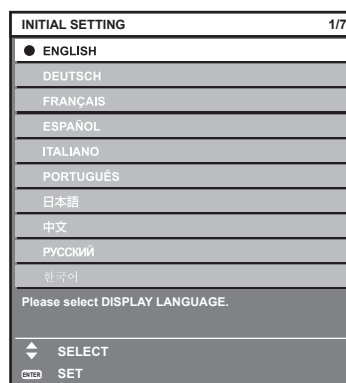 INITIAL SETTING 1/7
ENGLISH
DEUTSCH
FRANÇAIS
ESPAÑOL
ITALIANO
PORTUGUÊS
日本語
中文
РУССКИЙ
한국어
Please select DISPLAY LANGUAGE.
SELECT
ENTER SET